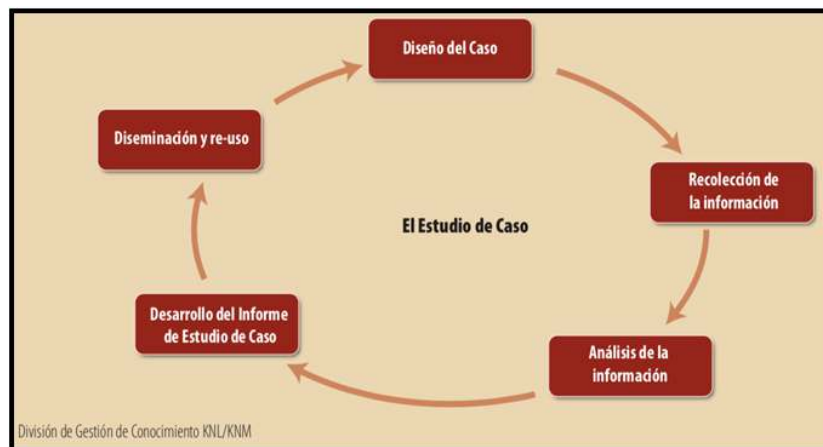 Diseño del Caso
Diseminación y re-uso
Recolección de
la información
El Estudio de Caso
Desarrollo del Informe
de Estudio de Caso
Análisis de la
información
División de Gestión de Conocimiento KNL/KNM